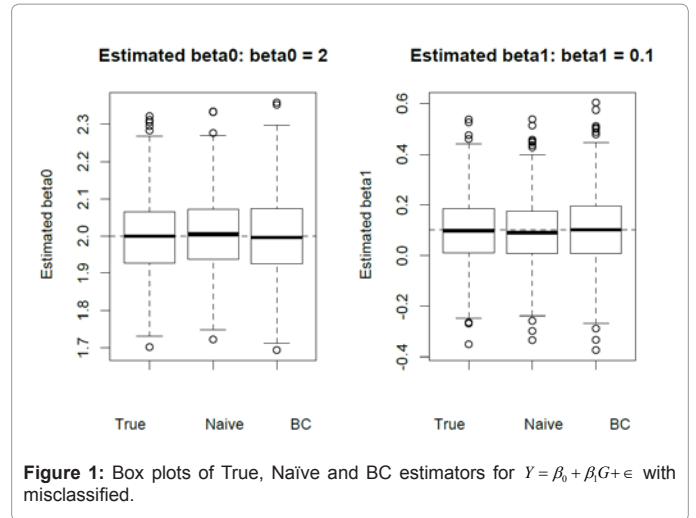 Estimated beta0: beta0 = 2
Estimated beta0
2.3
2.2
2.1
2.0
1.9
1.8
1.7
True Naive BC
Estimated beta1: beta1 = 0.1
Estimated beta1
0.6
0.4
0.2
0.0
-0.2
-0.4
True Naive BC
Figure 1: Box plots of True, Naïve and BC estimators for Y = β₀ + β₁G + ∈ with
misclassified.